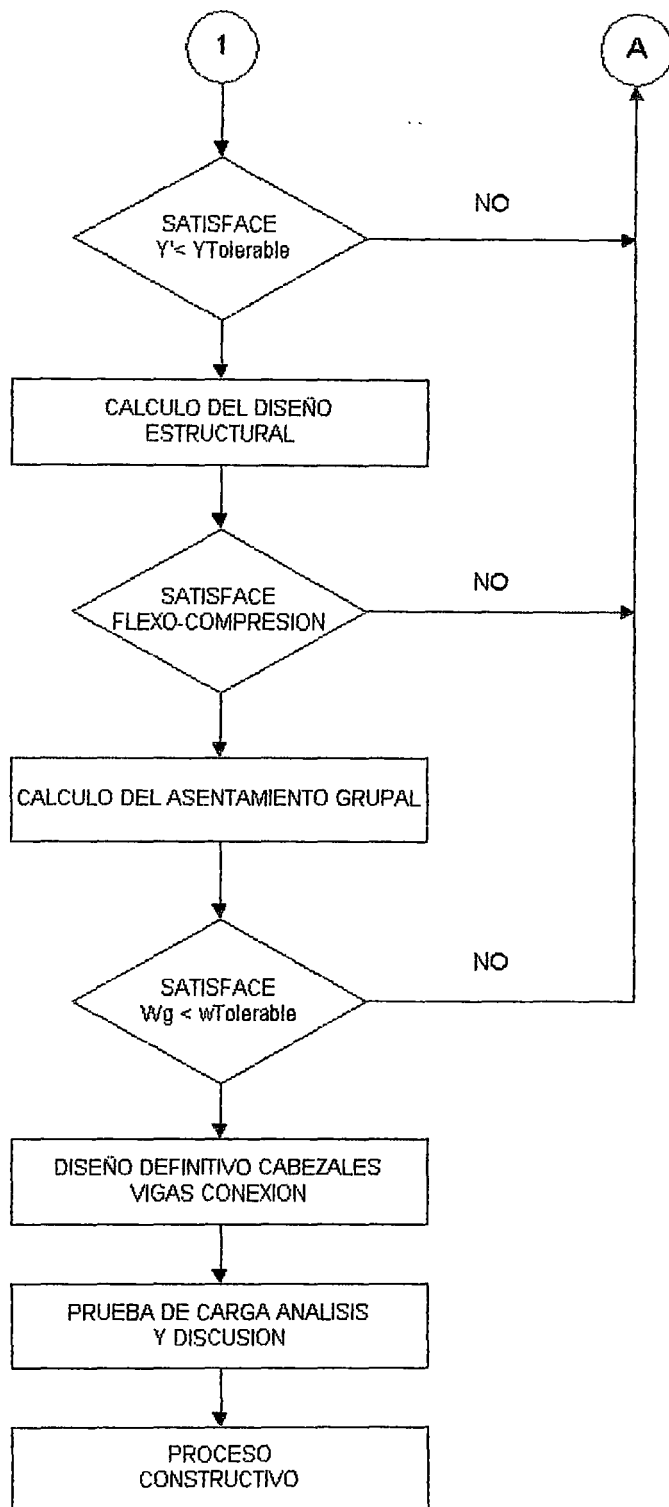 1
A
SATISFACE
Y'< YTolerable
NO
CALCULO DEL DISEÑO
ESTRUCTURAL
SATISFACE
FLEXO-COMPRESION
NO
CALCULO DEL ASENTAMIENTO GRUPAL
SATISFACE
Wg < wTolerable
NO
DISEÑO DEFINITIVO CABEZALES
VIGAS CONEXION
PRUEBA DE CARGA ANALISIS
Y DISCUSION
PROCESO
CONSTRUCTIVO